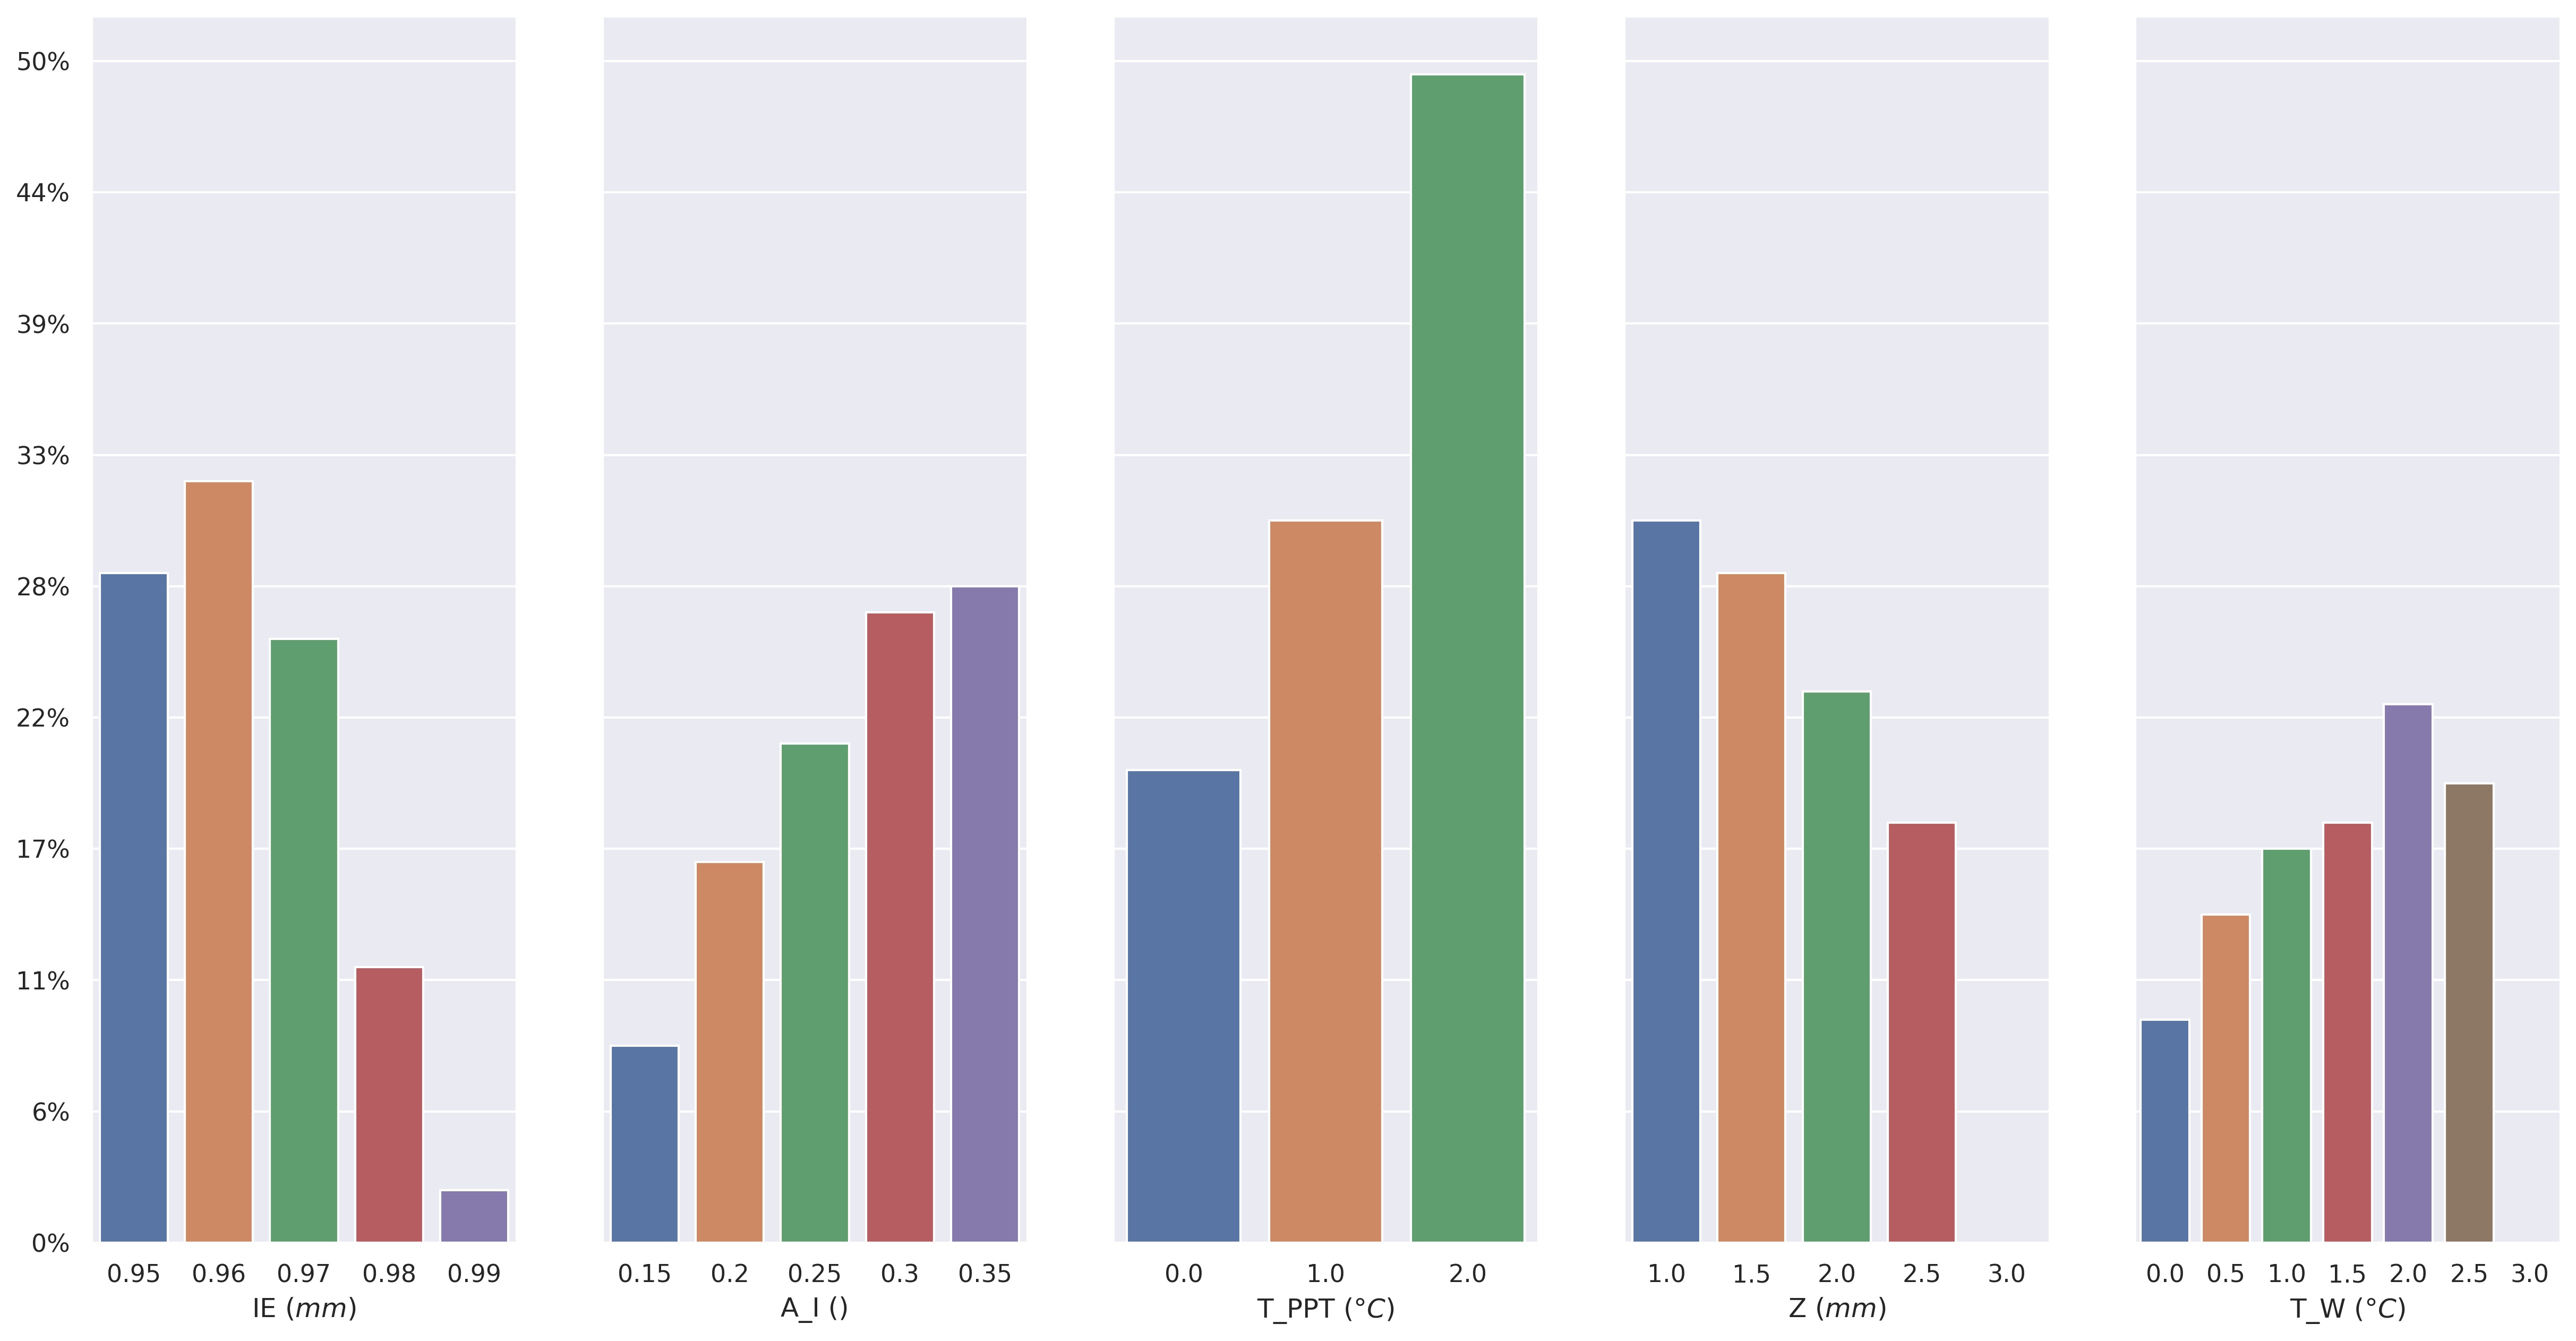 50%
44%
39%
33%
28%
22%
17%
11%
6%
0%
0.95 0.96 0.97 0.98 0.99
IE (mm)
0.15 0.2 0.25 0.3 0.35
A_I ()
0.0 1.0 2.0
T_PPT (°C)
1.0 1.5 2.0 2.5 3.0
Z (mm)
0.0 0.5 1.0 1.5 2.0 2.5 3.0
T_W (°C)